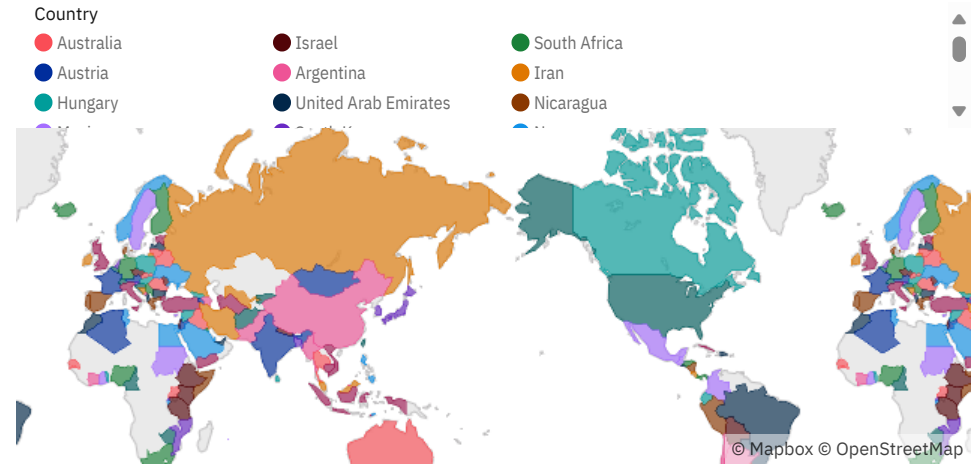 Country
Australia
Israel
South Africa
Austria
Argentina
Iran
Hungary
United Arab Emirates
Nicaragua
© Mapbox © OpenStreetMap